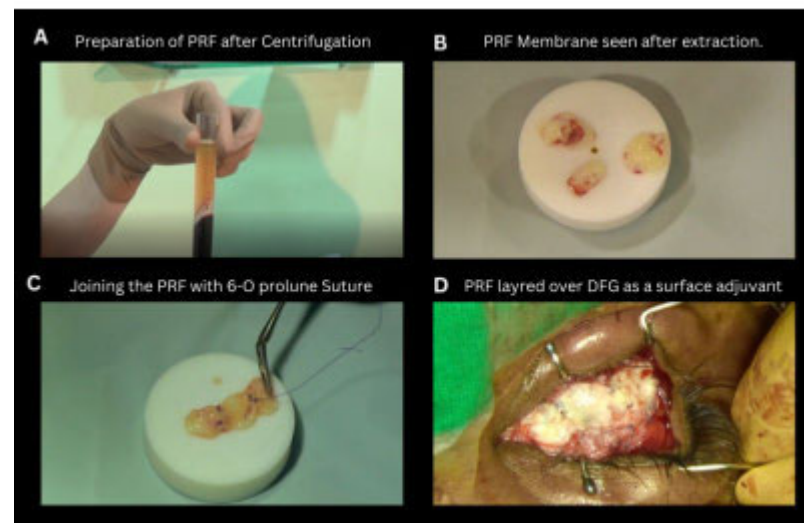 A
Preparation of PRF after Centrifugation
B
PRF Membrane seen after extraction.
C
Joining the PRF with 6-O prolune Suture
D
PRF layred over DFG as a surface adjuvant